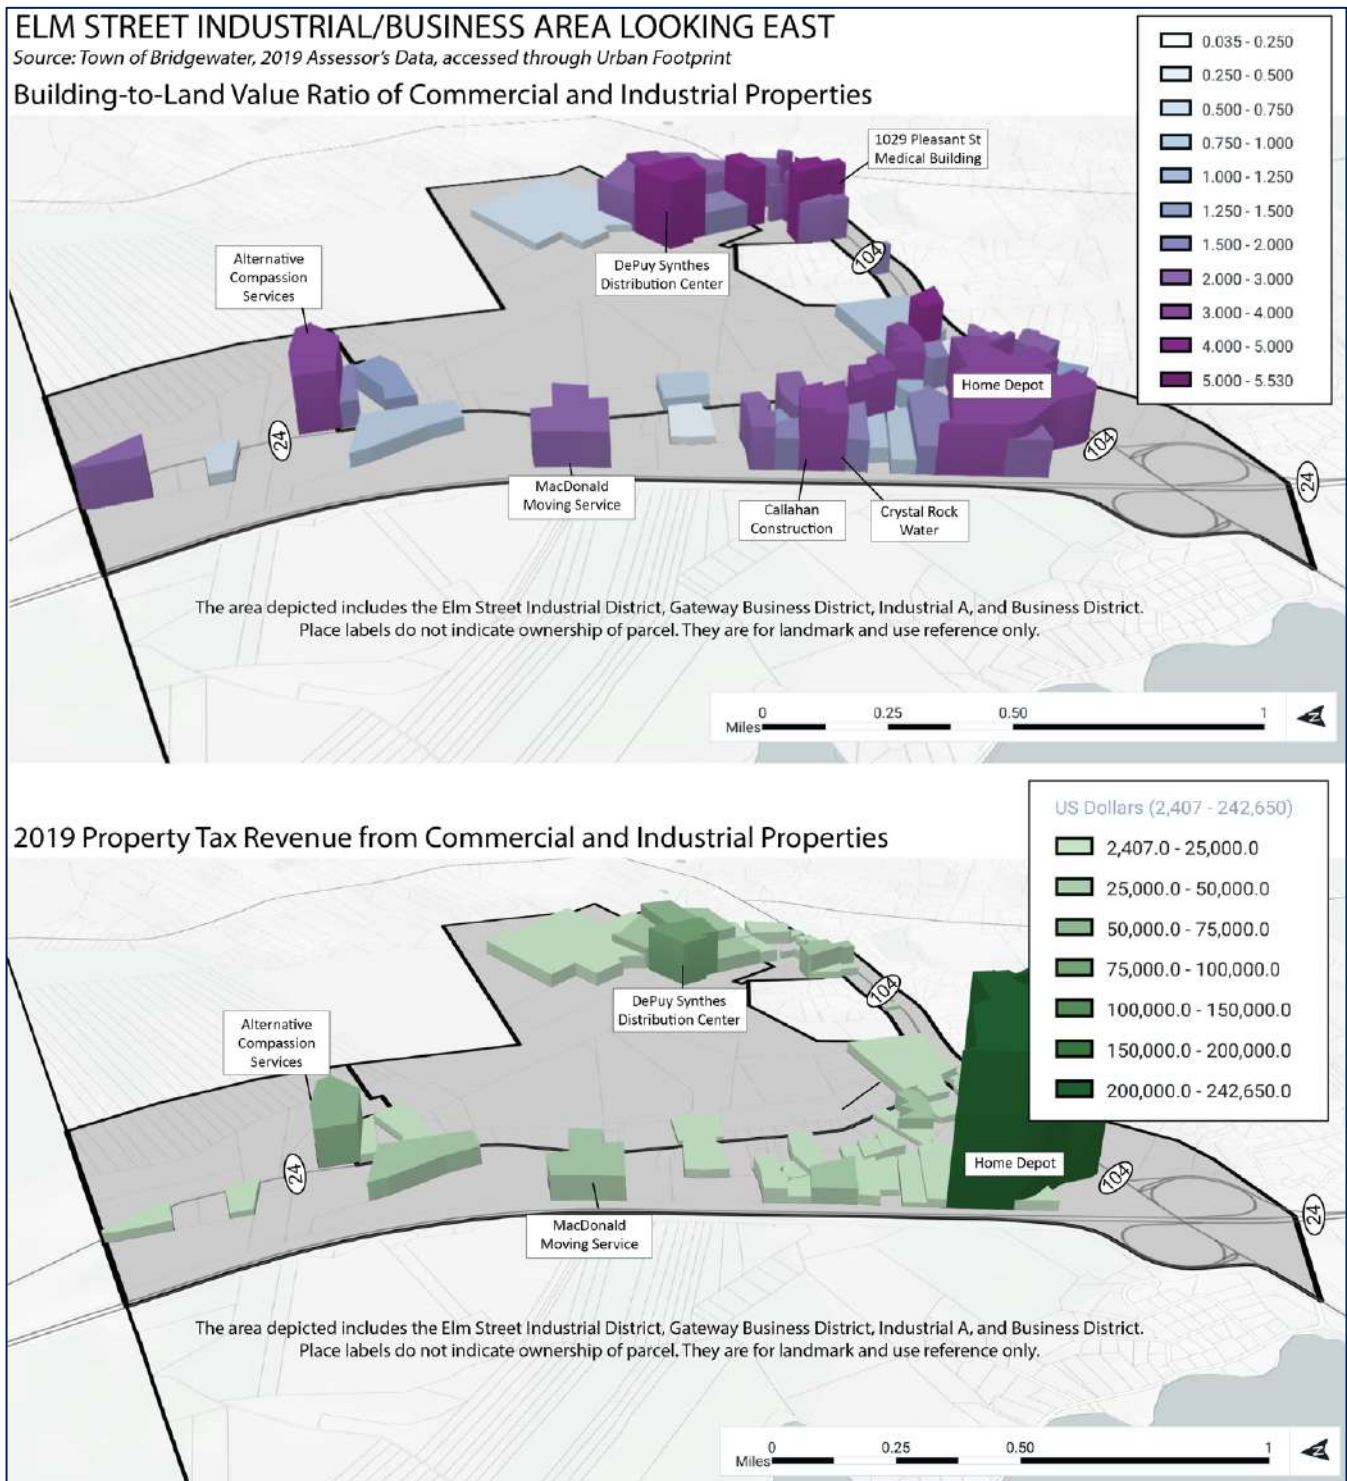 ELM STREET INDUSTRIAL/BUSINESS AREA LOOKING EAST
Source: Town of Bridgewater, 2019 Assessor's Data, accessed through Urban Footprint
Building-to-Land Value Ratio of Commercial and Industrial Properties
0.035 - 0.250
0.250 - 0.500
0.500 - 0.750
0.750 - 1.000
1.000 - 1.250
1.250 - 1.500
1.500 - 2.000
2.000 - 3.000
3.000 - 4.000
4.000 - 5.000
5.000 - 5.530
1029 Pleasant St
Medical Building
Alternative
Compassion
Services
DePuy Synthes
Distribution Center
104
Home Depot
24
104
24
MacDonald
Moving Service
Callahan
Construction
Crystal Rock
Water
The area depicted includes the Elm Street Industrial District, Gateway Business District, Industrial A, and Business District.
Place labels do not indicate ownership of parcel. They are for landmark and use reference only.
0 0.25 0.50 1
Miles
N
2019 Property Tax Revenue from Commercial and Industrial Properties
US Dollars (2,407 - 242,650)
2,407.0 - 25,000.0
25,000.0 - 50,000.0
50,000.0 - 75,000.0
75,000.0 - 100,000.0
100,000.0 - 150,000.0
150,000.0 - 200,000.0
200,000.0 - 242,650.0
DePuy Synthes
Distribution Center
104
Alternative
Compassion
Services
Home Depot
24
104
24
MacDonald
Moving Service
The area depicted includes the Elm Street Industrial District, Gateway Business District, Industrial A, and Business District.
Place labels do not indicate ownership of parcel. They are for landmark and use reference only.
0 0.25 0.50 1
Miles
N